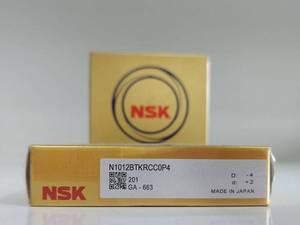 NSK
NSK
N1012BTKRCC0P4
201
GA - 663
D: -4
d: +2
MADE IN JAPAN